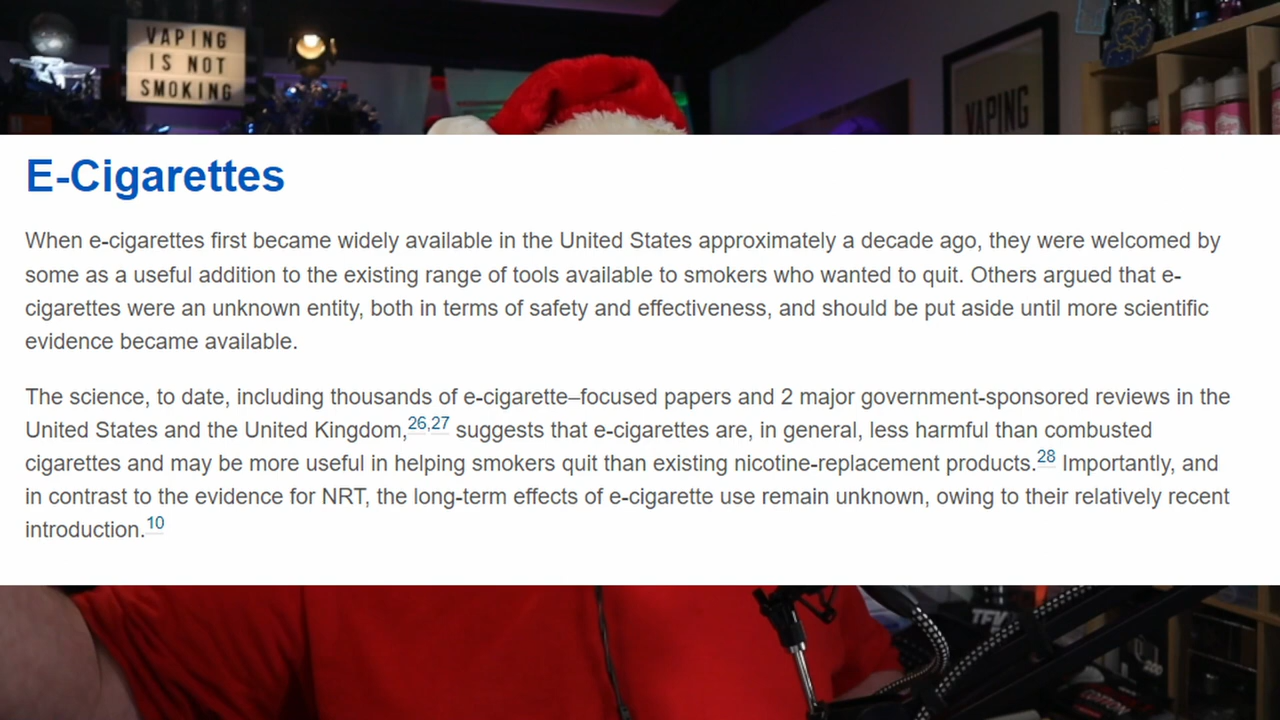 VAPING
IS NOT
SMOKING
VAPING
E-Cigarettes
When e-cigarettes first became widely available in the United States approximately a decade ago, they were welcomed by
some as a useful addition to the existing range of tools available to smokers who wanted to quit. Others argued that e-
cigarettes were an unknown entity, both in terms of safety and effectiveness, and should be put aside until more scientific
evidence became available.
The science, to date, including thousands of e-cigarette–focused papers and 2 major government-sponsored reviews in the
United States and the United Kingdom,26,27 suggests that e-cigarettes are, in general, less harmful than combusted
cigarettes and may be more useful in helping smokers quit than existing nicotine-replacement products.28 Importantly, and
in contrast to the evidence for NRT, the long-term effects of e-cigarette use remain unknown, owing to their relatively recent
introduction.10
TFV
COTTON